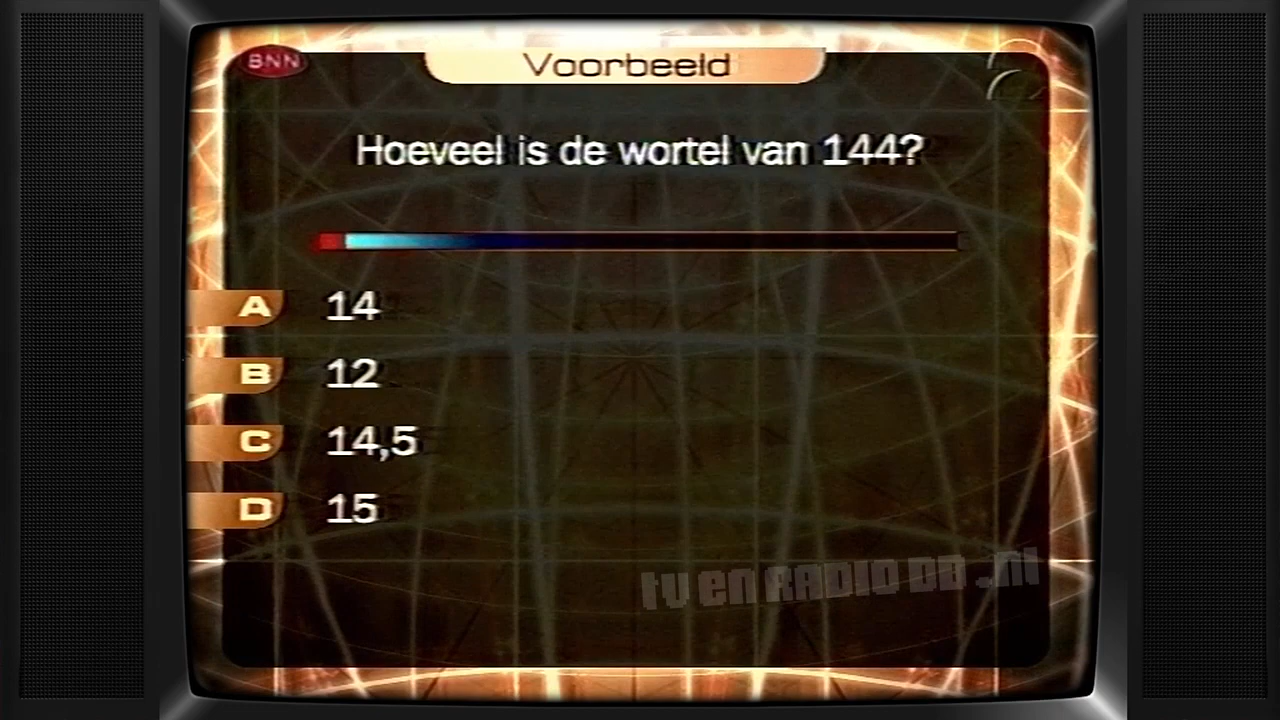 BNN
Voorbeeld
Hoeveel is de wortel van 144?
A 14
B 12
C 14,5
D 15
tv en RADIO DB .nl